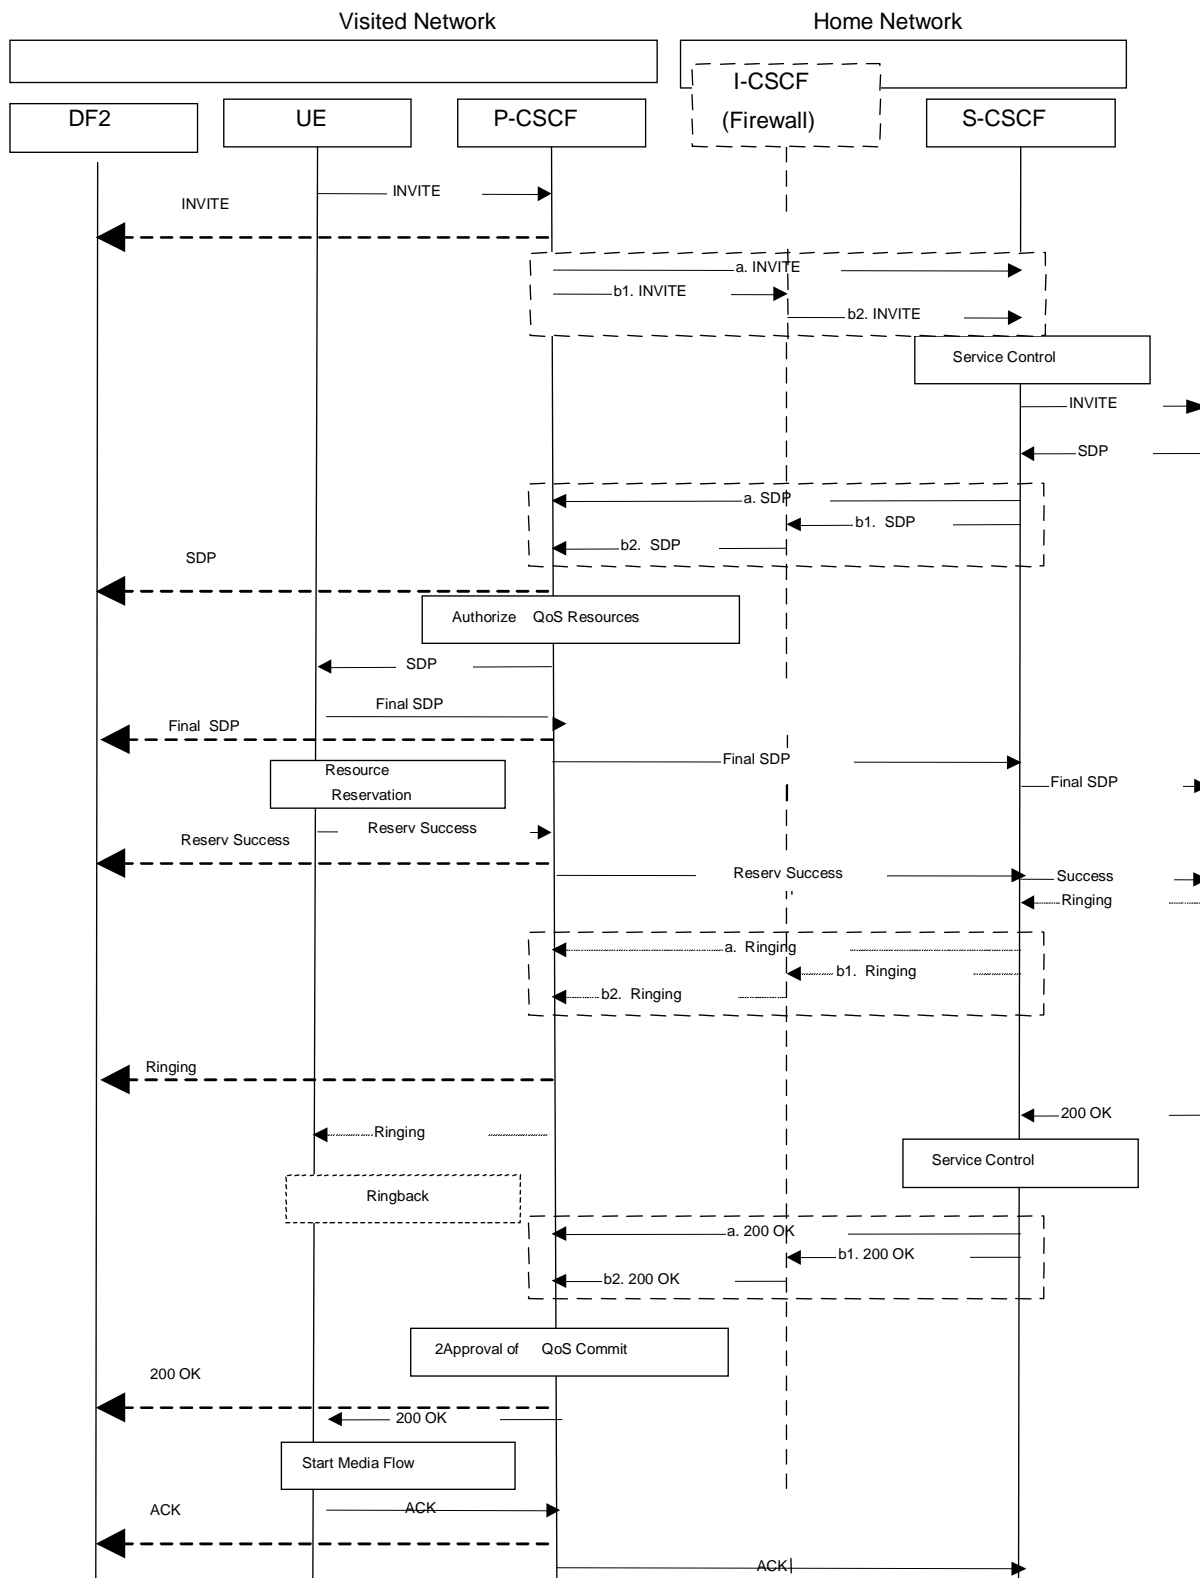 Visited Network
Home Network
I-CSCF
(Firewall)
DF2
UE
P-CSCF
S-CSCF
INVITE
INVITE
a. INVITE
b1. INVITE
b2. INVITE
Service Control
INVITE
SDP
a. SDP
b1. SDP
b2. SDP
SDP
Authorize QoS Resources
SDP
Final SDP
Final SDP
Final SDP
Resource
Reservation
Final SDP
Reserv Success
Reserv Success
Reserv Success
Success
Ringing
a. Ringing
b1. Ringing
b2. Ringing
Ringing
200 OK
Ringing
Service Control
Ringback
a. 200 OK
b1. 200 OK
b2. 200 OK
2Approval of QoS Commit
200 OK
200 OK
Start Media Flow
ACK
ACK
ACK